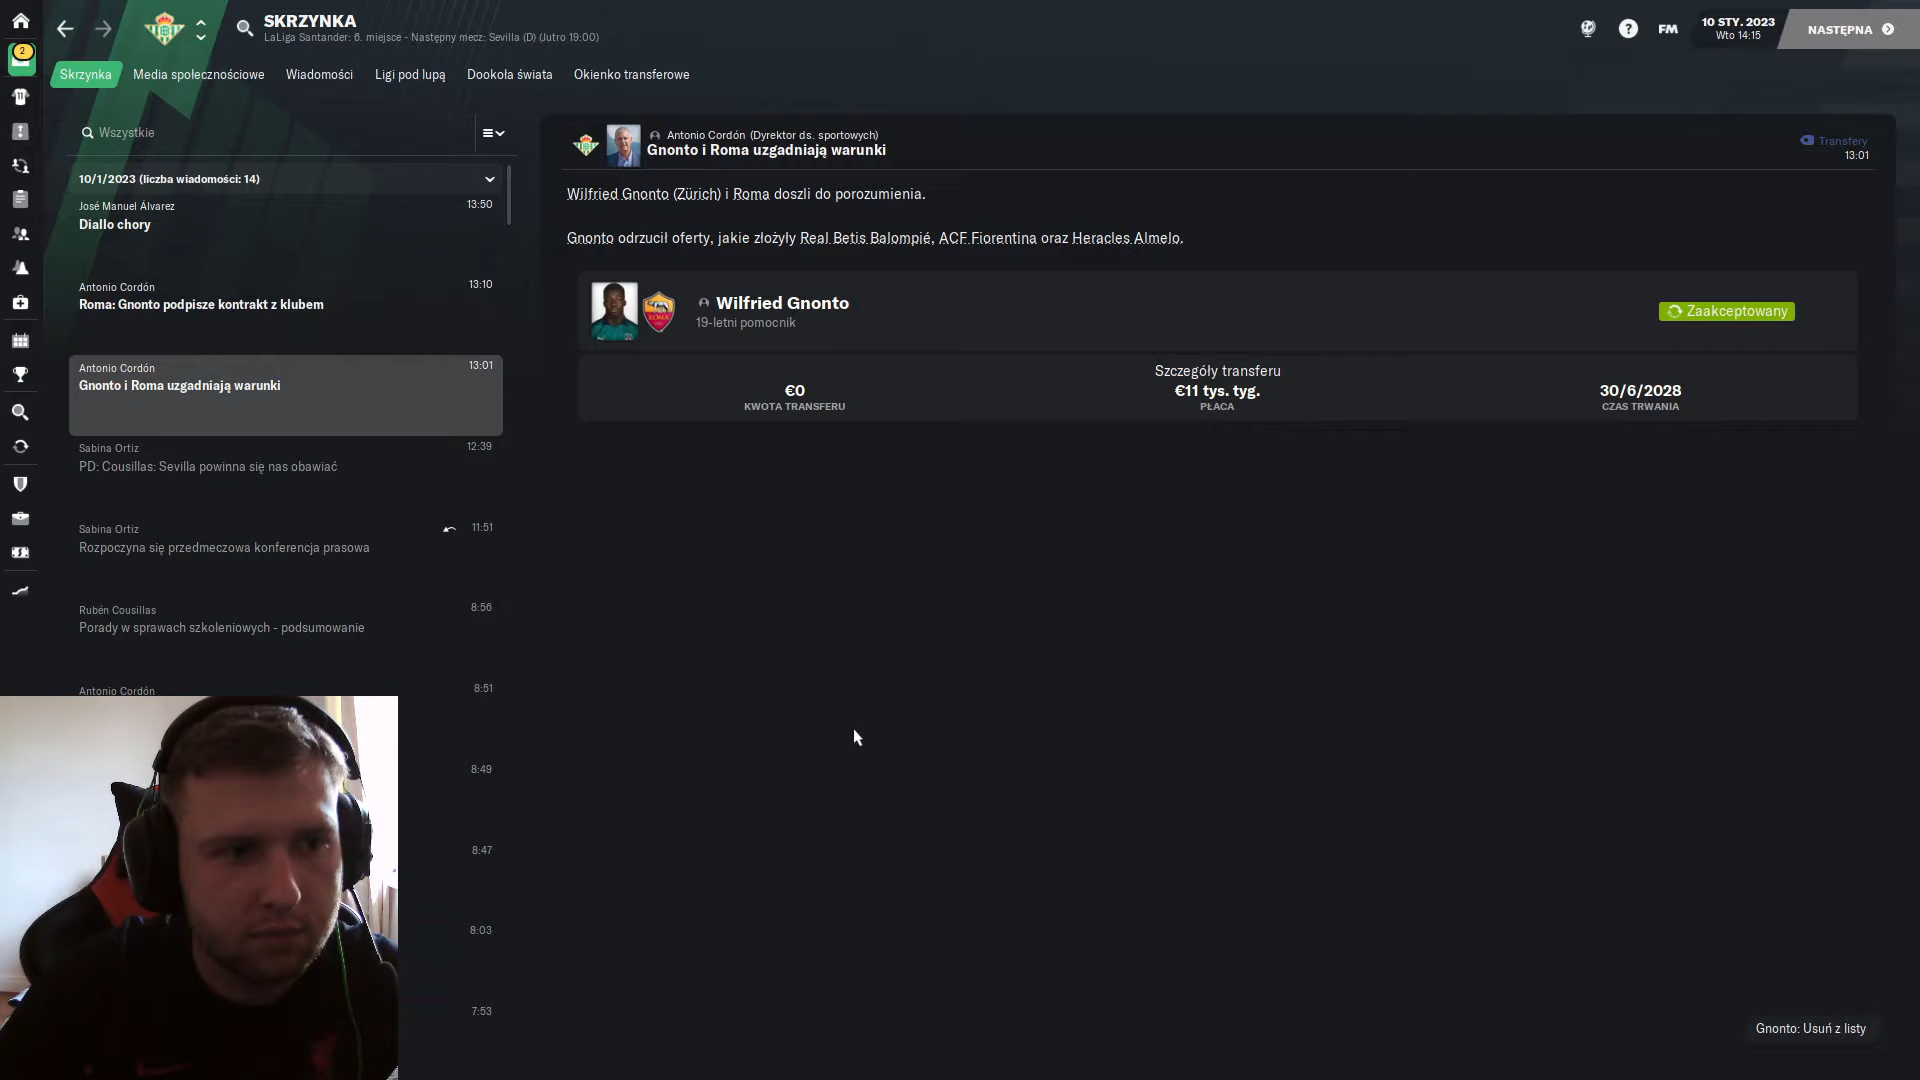 SKRZYNKA
LaLiga Santander: 6. miejsce - Następny mecz: Sevilla (D) (Jutro 19:00)
FM
10 STY. 2023
Wto 14:15
NASTĘPNA
2
Skrzynka
Media społecznościowe
Wiadomości
Ligi pod lupą
Dookoła świata
Okienko transferowe
Wszystkie
10/1/2023 (liczba wiadomości: 14)
José Manuel Álvarez
13:50
Diallo chory
Antonio Cordón
13:10
Roma: Gnonto podpisze kontrakt z klubem
Antonio Cordón
13:01
Gnonto i Roma uzgadniają warunki
Sabina Ortiz
12:39
PD: Cousillas: Sevilla powinna się nas obawiać
Sabina Ortiz
11:51
Rozpoczyna się przedmeczowa konferencja prasowa
Rubén Cousillas
8:56
Porady w sprawach szkoleniowych - podsumowanie
Antonio Cordón
8:51
8:49
8:47
8:03
7:53
Antonio Cordón (Dyrektor ds. sportowych)
Gnonto i Roma uzgadniają warunki
Transfery
13:01
Wilfried Gnonto (Zürich) i Roma doszli do porozumienia.
Gnonto odrzucił oferty, jakie złożyły Real Betis Balompié, ACF Fiorentina oraz Heracles Almelo.
Wilfried Gnonto
19-letni pomocnik
Zaakceptowany
Szczegóły transferu
€0
KWOTA TRANSFERU
€11 tys. tyg.
PŁACA
30/6/2028
CZAS TRWANIA
Gnonto: Usuń z listy